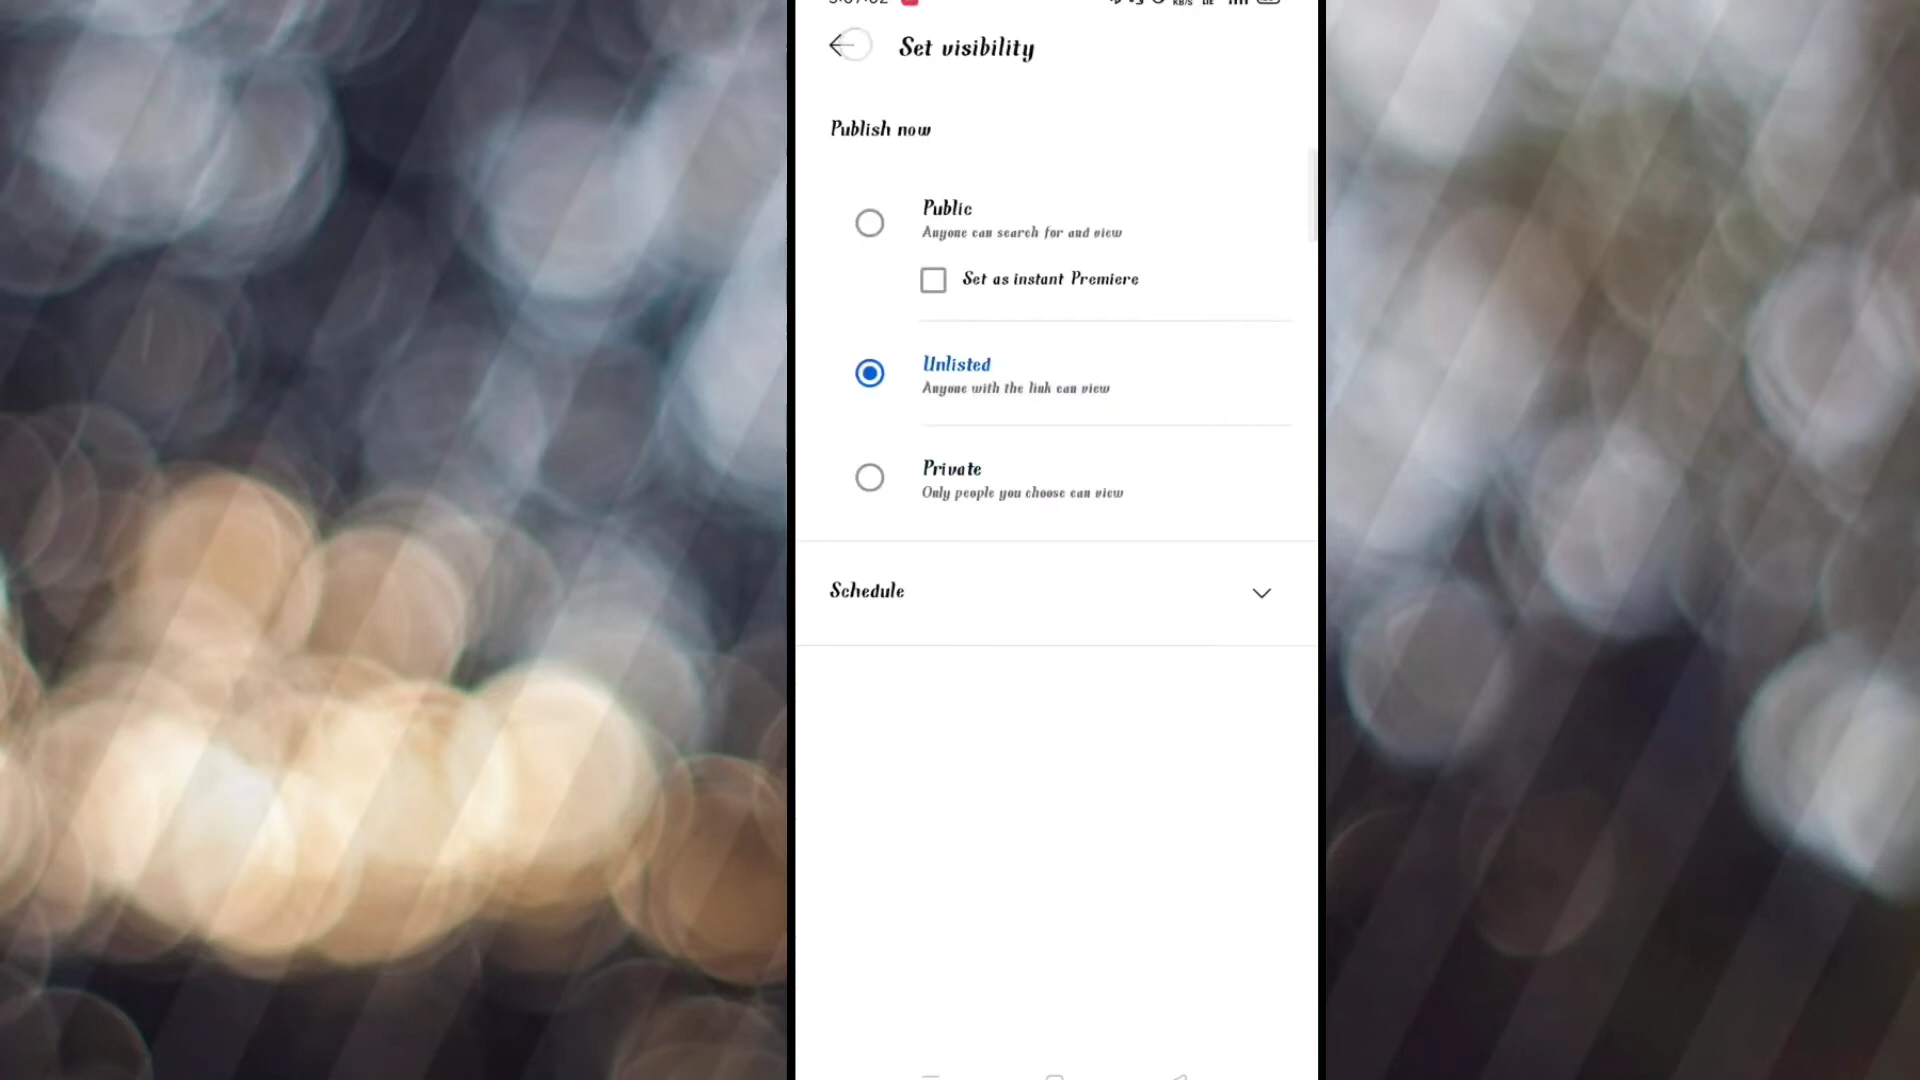 Set visibility
Publish now
Public
Anyone can search for and view
Set as instant Premiere
Unlisted
Anyone with the link can view
Private
Only people you choose can view
Schedule